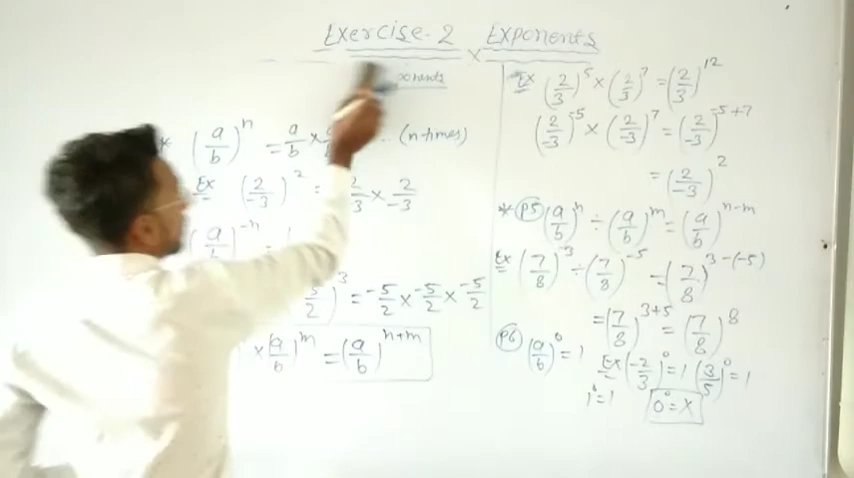 Exercise-2 Exponents
* (a/b)^n = a/b × ... (n-times)
Ex (2/-3)^2 = 2/-3 × 2/-3
(a/b)^-n =
5/2)^3 = -5/2 × -5/2 × -5/2
× (a/b)^m = (a/b)^n+m
Ex (2/3)^5 × (2/3)^7 = (2/3)^12
(2/-3)^-5 × (2/-3)^7 = (2/-3)^-5+7
= (2/-3)^2
* P5 (a/b)^n ÷ (a/b)^m = (a/b)^n-m
Ex (7/8)^3 ÷ (7/8)^-5 = (7/8)^3-(-5)
= (7/8)^3+5 = (7/8)^8
P6 (a/b)^0 = 1
Ex (-2/3)^0 = 1 (3/5)^0 = 1
1^0 = 1
0^0 = X